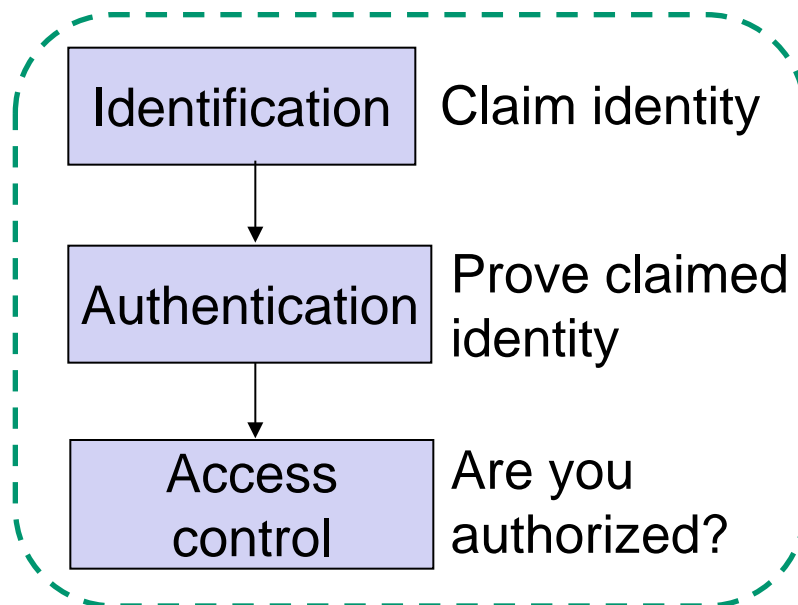 Identification
Claim identity
Authentication
Prove claimed
identity
Access
control
Are you
authorized?